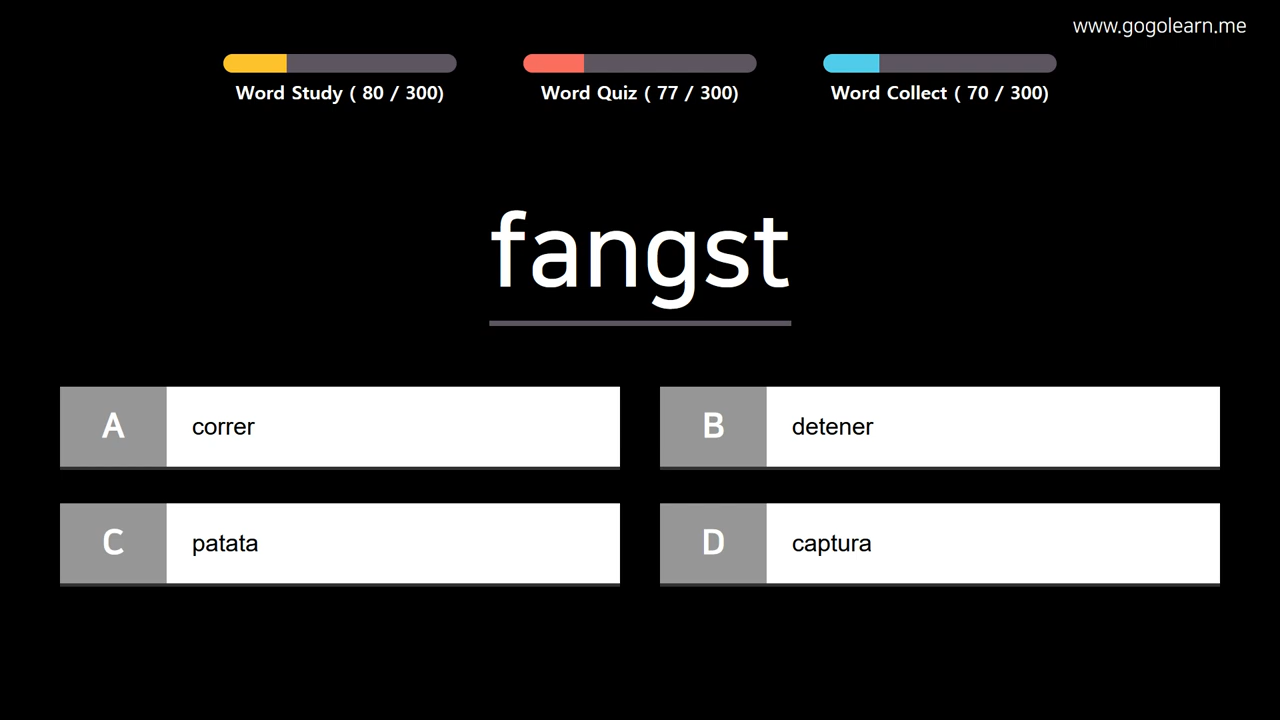 www.gogolearn.me
Word Study ( 80 / 300)
Word Quiz ( 77 / 300)
Word Collect ( 70 / 300)
fangst
A correr
B detener
C patata
D captura